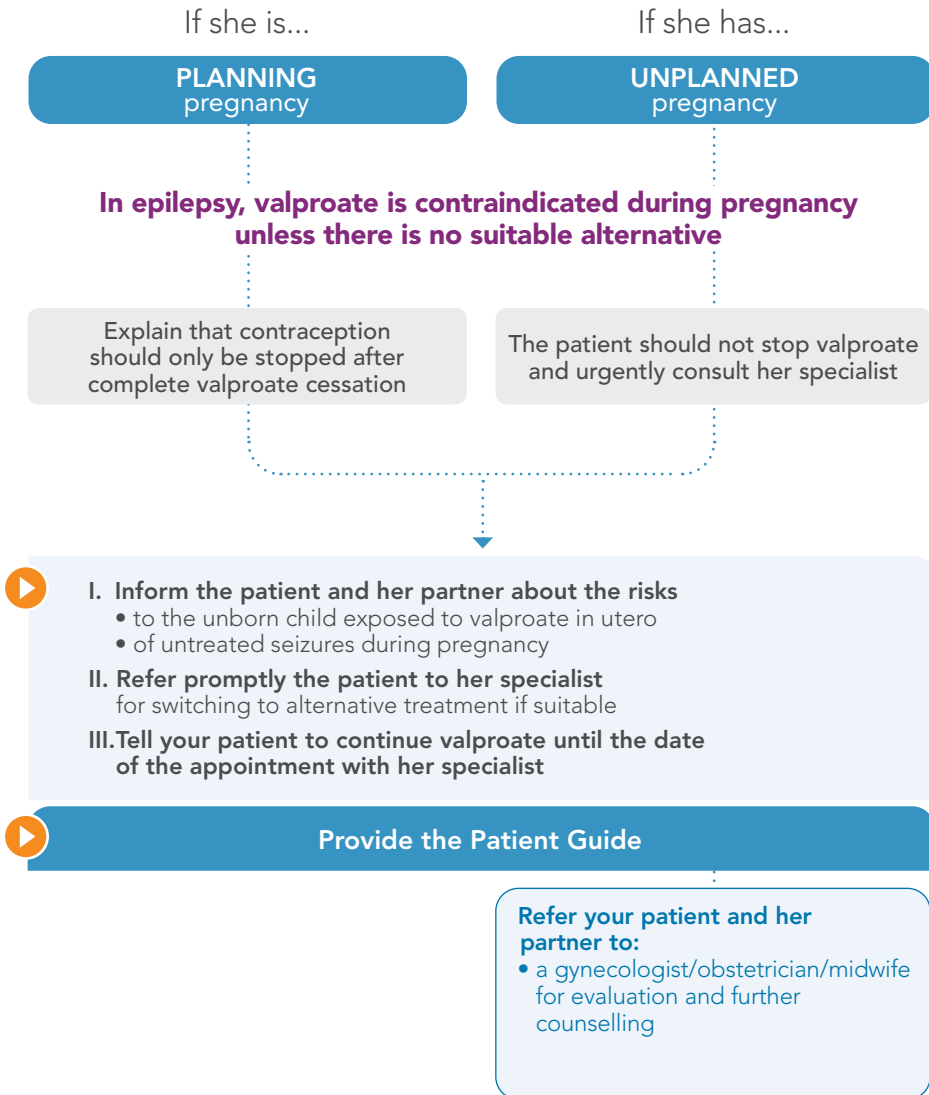 If she is...
If she has...
PLANNING
pregnancy
UNPLANNED
pregnancy
In epilepsy, valproate is contraindicated during pregnancy
unless there is no suitable alternative
Explain that contraception
should only be stopped after
complete valproate cessation
The patient should not stop valproate
and urgently consult her specialist
I. Inform the patient and her partner about the risks
• to the unborn child exposed to valproate in utero
• of untreated seizures during pregnancy
II. Refer promptly the patient to her specialist
for switching to alternative treatment if suitable
III.Tell your patient to continue valproate until the date
of the appointment with her specialist
Provide the Patient Guide
Refer your patient and her
partner to:
• a gynecologist/obstetrician/midwife
for evaluation and further
counselling